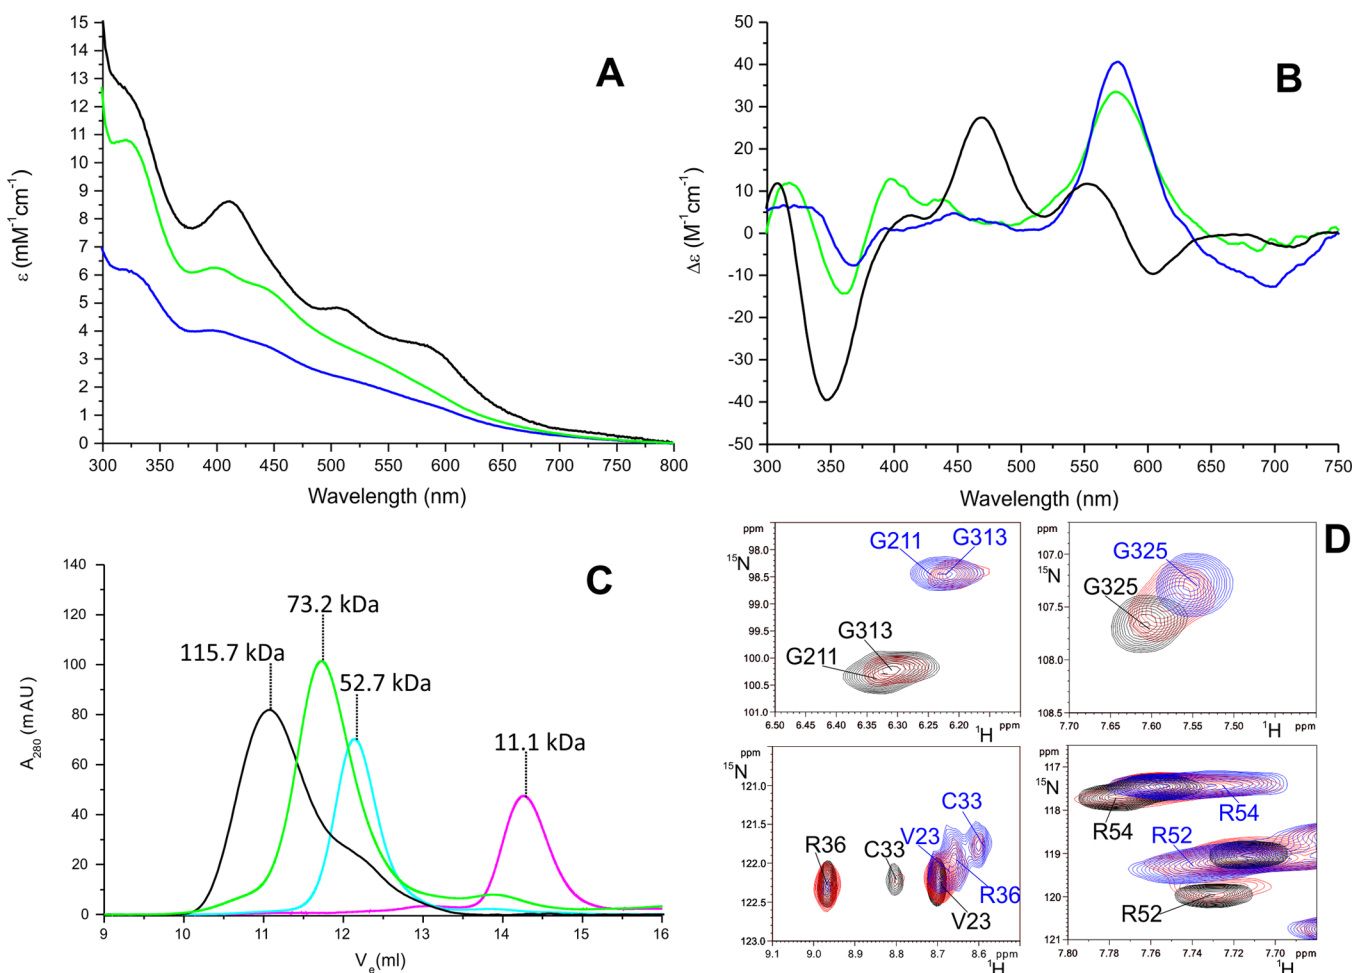 A
15
14
13
12
11
10
9
8
7
6
5
4
3
2
1
0
ε (mM⁻¹cm⁻¹)
300 350 400 450 500 550 600 650 700 750 800
Wavelength (nm)
B
50
40
30
20
10
0
-10
-20
-30
-40
-50
Δε (M⁻¹cm⁻¹)
300 350 400 450 500 550 600 650 700 750
Wavelength (nm)
C
140
120
100
80
60
40
20
0
A₂₈₀ (mAU)
73.2 kDa
115.7 kDa
52.7 kDa
11.1 kDa
9 10 11 12 13 14 15 16
Vₑ(ml)
D
ppm
¹⁵N
98.0
98.5
99.0
99.5
100.0
100.5
101.0
G211 G313
G313
G211
6.50 6.45 6.40 6.35 6.30 6.25 6.20 ppm
¹H
ppm
107.0
¹⁵N
107.5
108.0
108.5
G325
G325
7.70 7.65 7.60 7.55 7.50 ppm
¹H
ppm
¹⁵N
121.0
121.5
122.0
122.5
123.0
C33
V23
R36 C33
R36
V23
9.1 9.0 8.9 8.8 8.7 8.6 ppm
¹H
ppm
117
¹⁵N
118
119
120
121
R54
R54
R52
R52
7.80 7.78 7.76 7.74 7.72 7.70 ppm
¹H